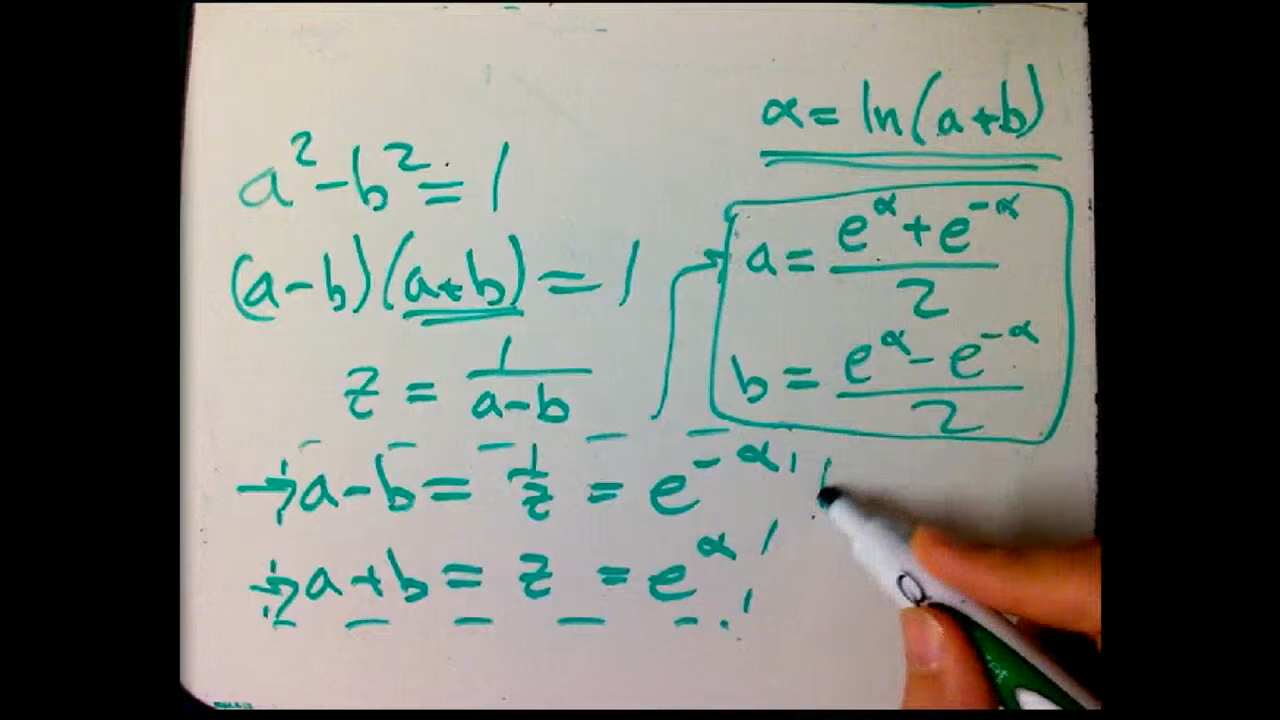 α = ln(a+b)
a² - b² = 1
(a-b)(a+b) = 1
z = 1/(a-b)
a = (e^α + e^-α)/2
b = (e^α - e^-α)/2
→ a-b = 1/z = e^-α
→ a+b = z = e^α